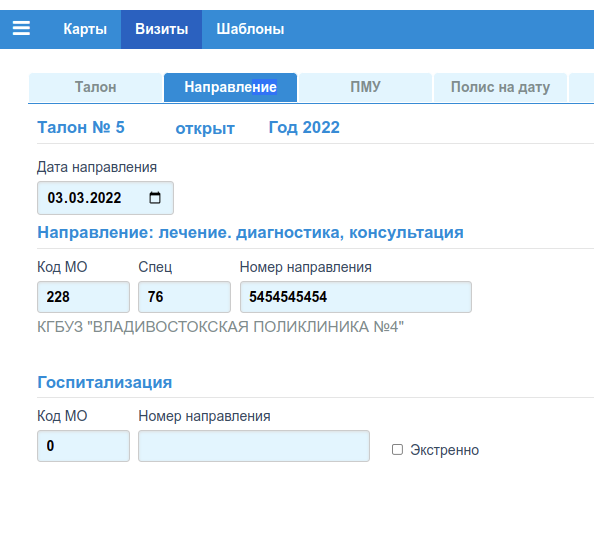 Карты Визиты Шаблоны
Талон Направление ПМУ Полис на дату
Талон № 5 открыт Год 2022
Дата направления
03.03.2022
Направление: лечение. диагностика, консультация
Код МО Спец Номер направления
228 76 5454545454
КГБУЗ "ВЛАДИВОСТОКСКАЯ ПОЛИКЛИНИКА №4"
Госпитализация
Код МО Номер направления
0 Экстренно